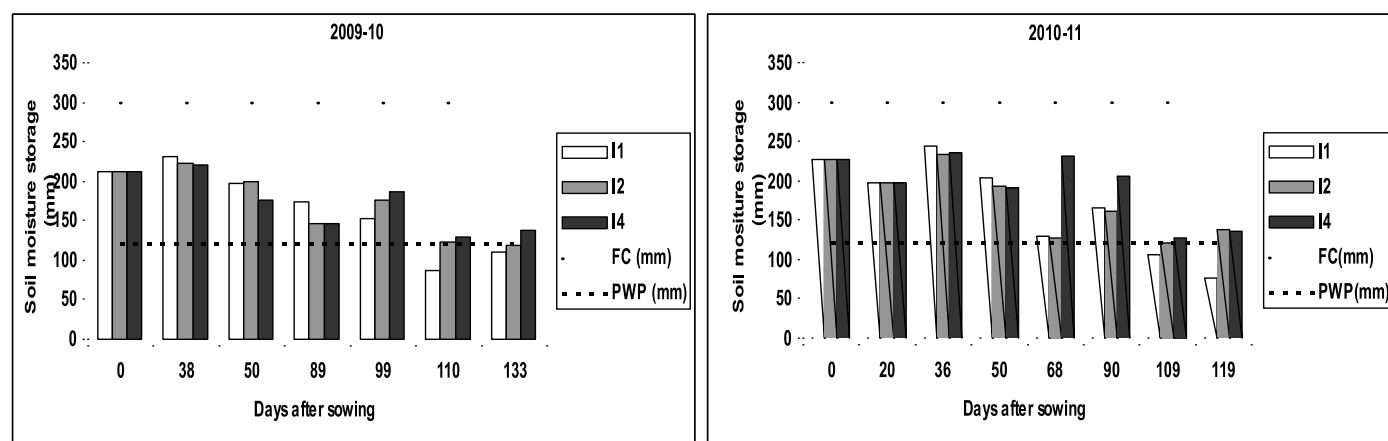 2009-10
Soil moisture storage
(mm)
350
300
250
200
150
100
50
0
0 38 50 89 99 110 133
Days after sowing
I1
I2
I4
FC (mm)
PWP (mm)
2010-11
Soil mositure storage
(mm)
350
300
250
200
150
100
50
0
0 20 36 50 68 90 109 119
Days after sowing
I1
I2
I4
FC(mm)
PWP(mm)